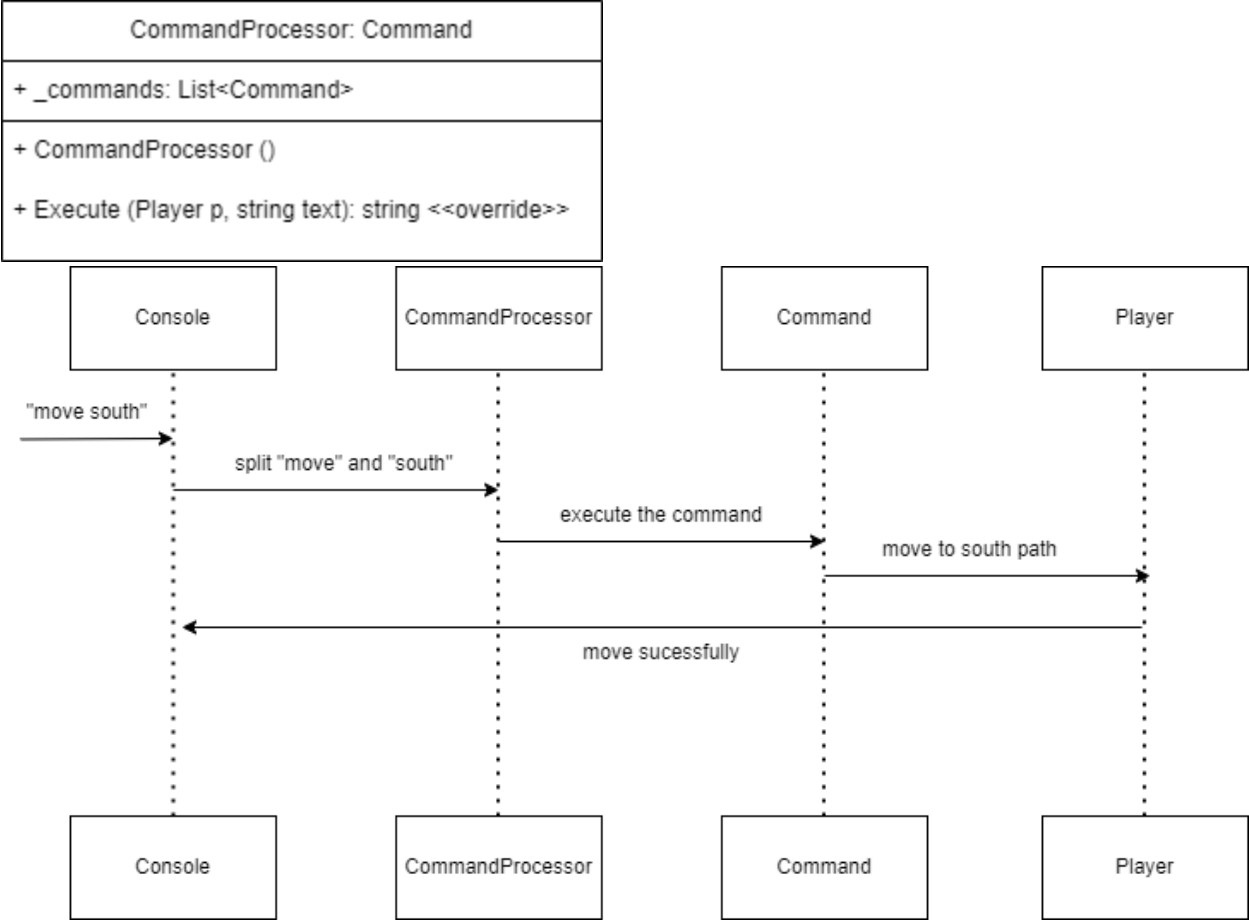 CommandProcessor: Command
+ _commands: List<Command>
+ CommandProcessor ()
+ Execute (Player p, string text): string <<override>>
Console
CommandProcessor
Command
Player
"move south"
split "move" and "south"
execute the command
move to south path
move sucessfully
Console
CommandProcessor
Command
Player